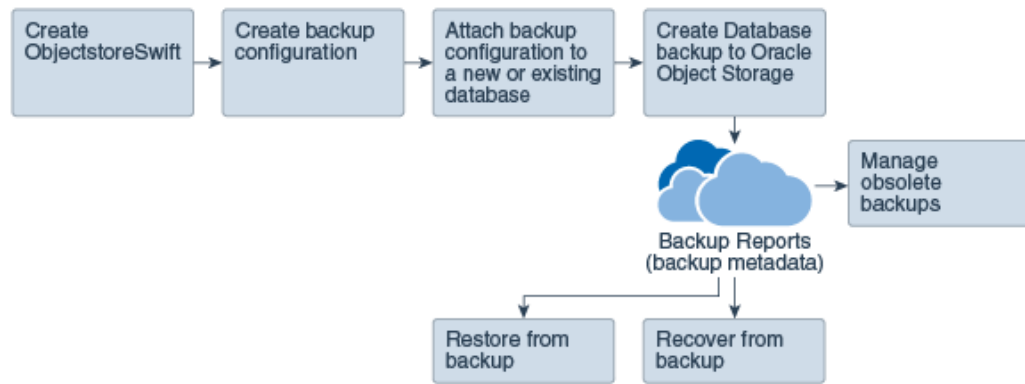 Create
ObjectstoreSwift
Create backup
configuration
Attach backup
configuration to
a new or existing
database
Create Database
backup to Oracle
Object Storage
Manage
obsolete
backups
Backup Reports
(backup metadata)
Restore from
backup
Recover from
backup